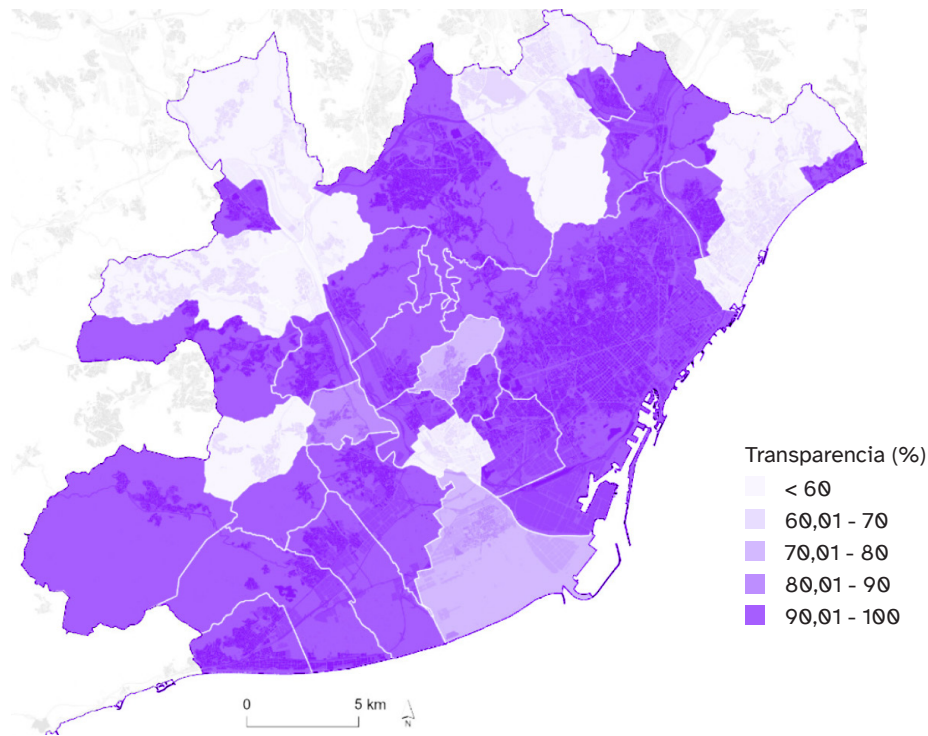 Transparencia (%)
< 60
60,01 - 70
70,01 - 80
80,01 - 90
90,01 - 100
0 5 km
N